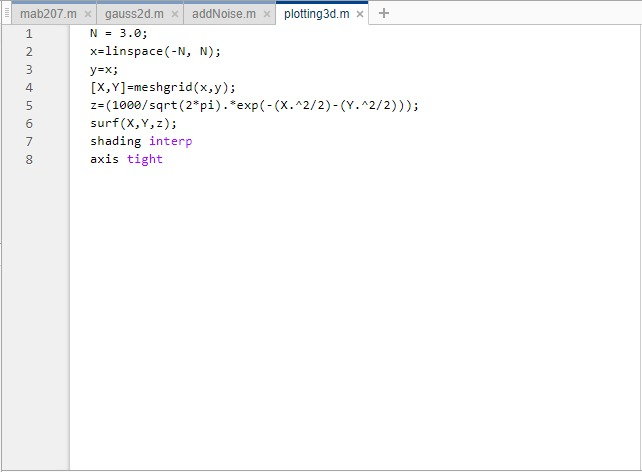 mab207.m × gauss2d.m × addNoise.m × plotting3d.m × +
1 N = 3.0;
2 x=linspace(-N, N);
3 y=x;
4 [X,Y]=meshgrid(x,y);
5 z=(1000/sqrt(2*pi).*exp(-(X.^2/2)-(Y.^2/2)));
6 surf(X,Y,z);
7 shading interp
8 axis tight